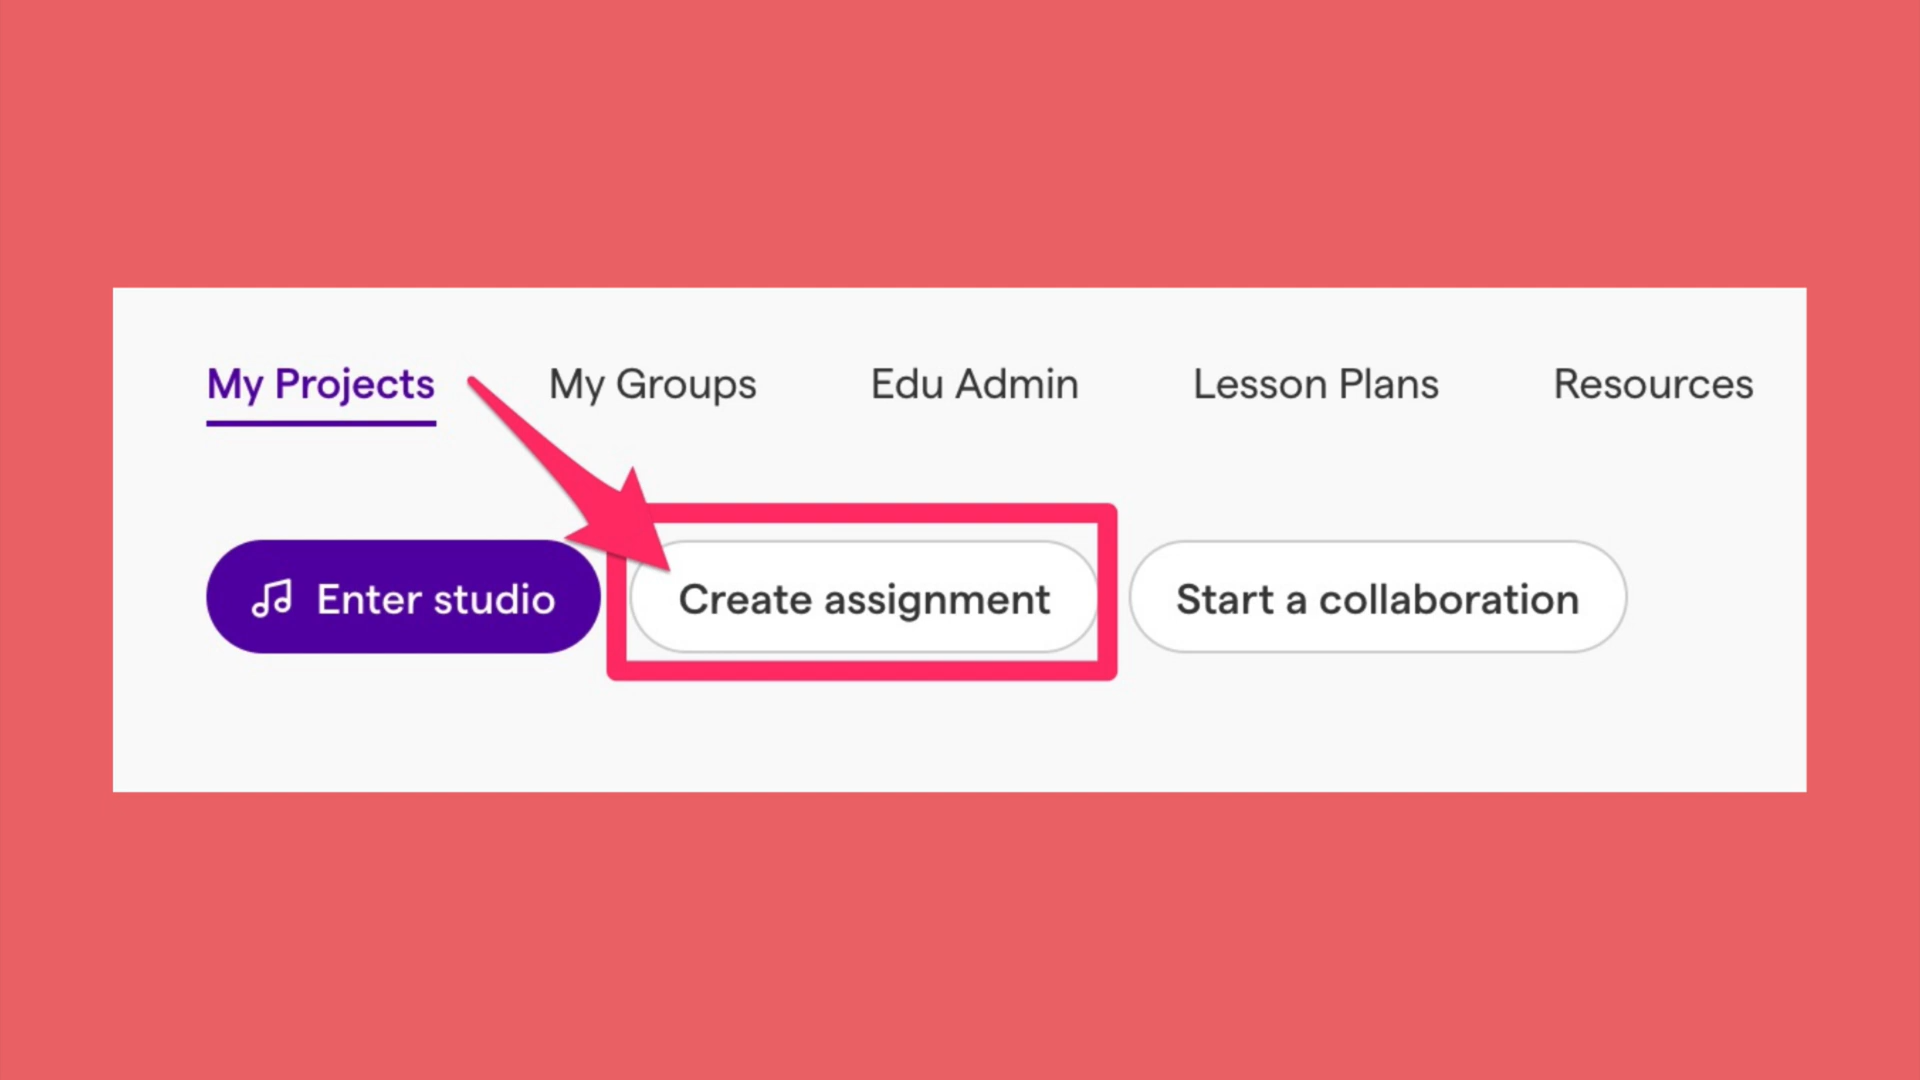 My Projects My Groups Edu Admin Lesson Plans Resources
Enter studio Create assignment Start a collaboration